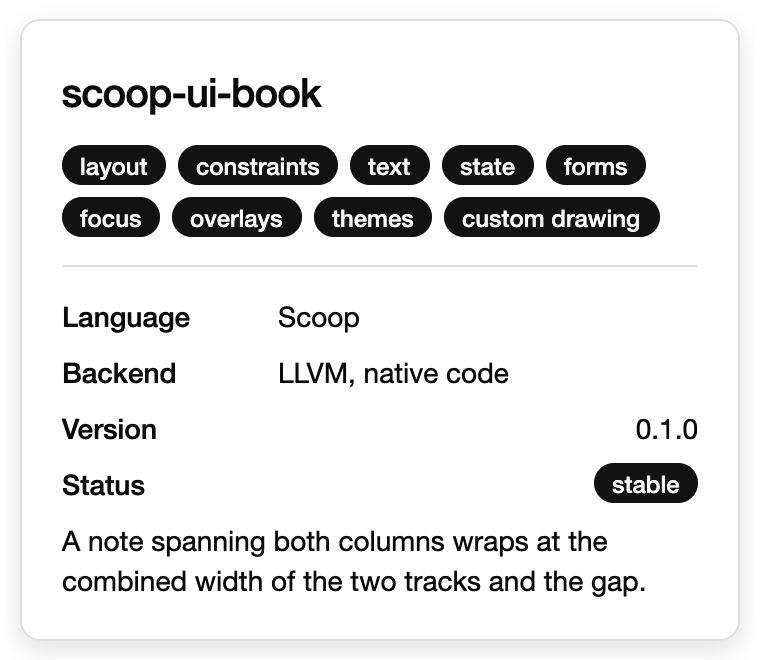 scoop-ui-book
layout constraints text state forms
focus overlays themes custom drawing
Language Scoop
Backend LLVM, native code
Version 0.1.0
Status stable
A note spanning both columns wraps at the
combined width of the two tracks and the gap.